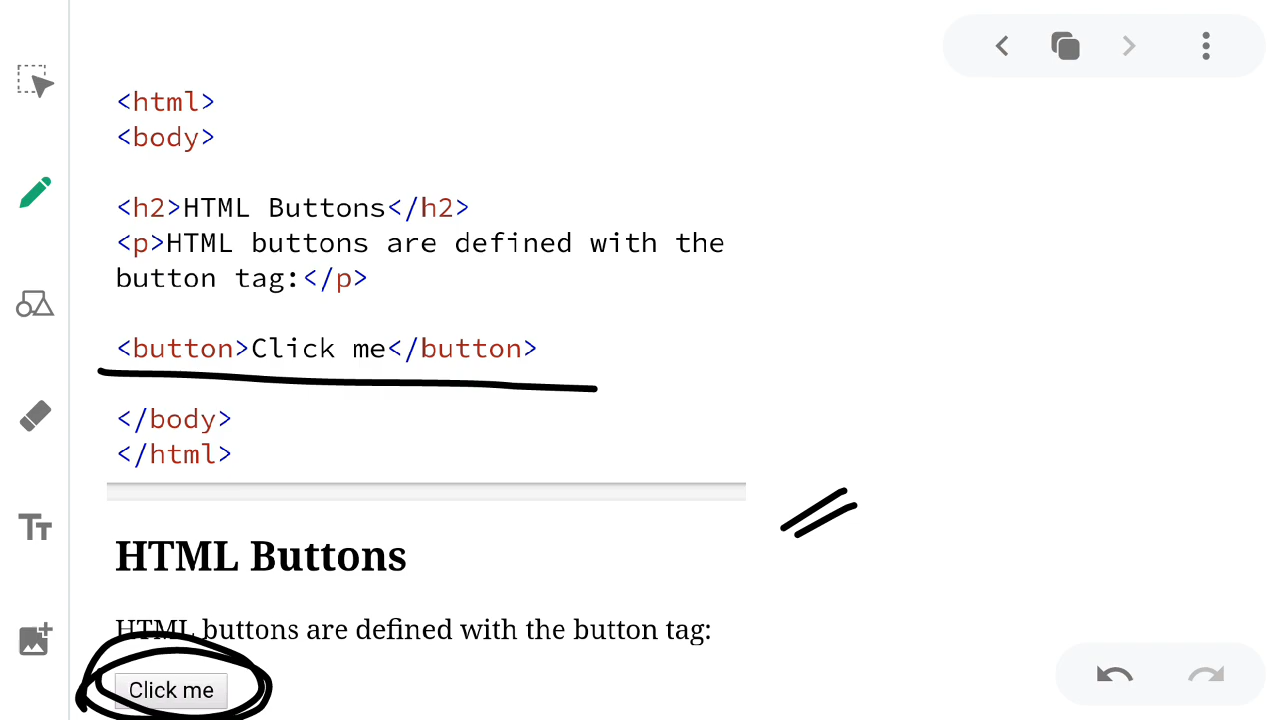 <html>
<body>
<h2>HTML Buttons</h2>
<p>HTML buttons are defined with the
button tag:</p>
<button>Click me</button>
</body>
</html>
HTML Buttons
HTML buttons are defined with the button tag:
Click me
Tт